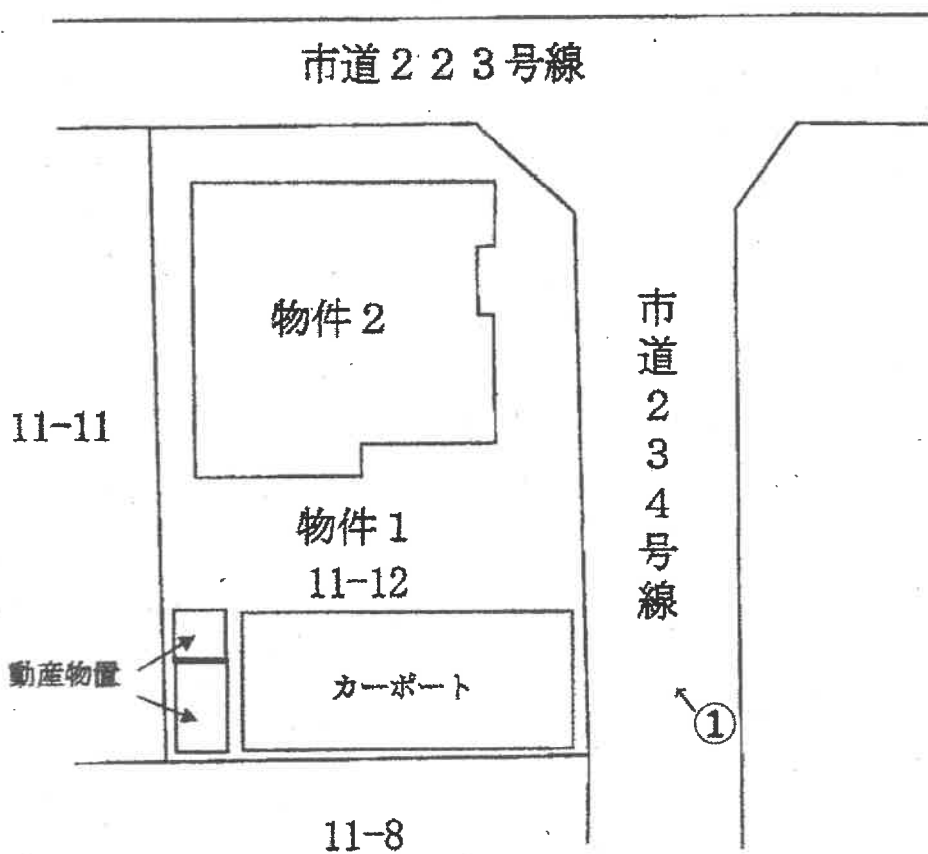 市道２２３号線
物件２
市道２３４号線
11-11
物件１
11-12
動産物置
カーポート
①
11-8